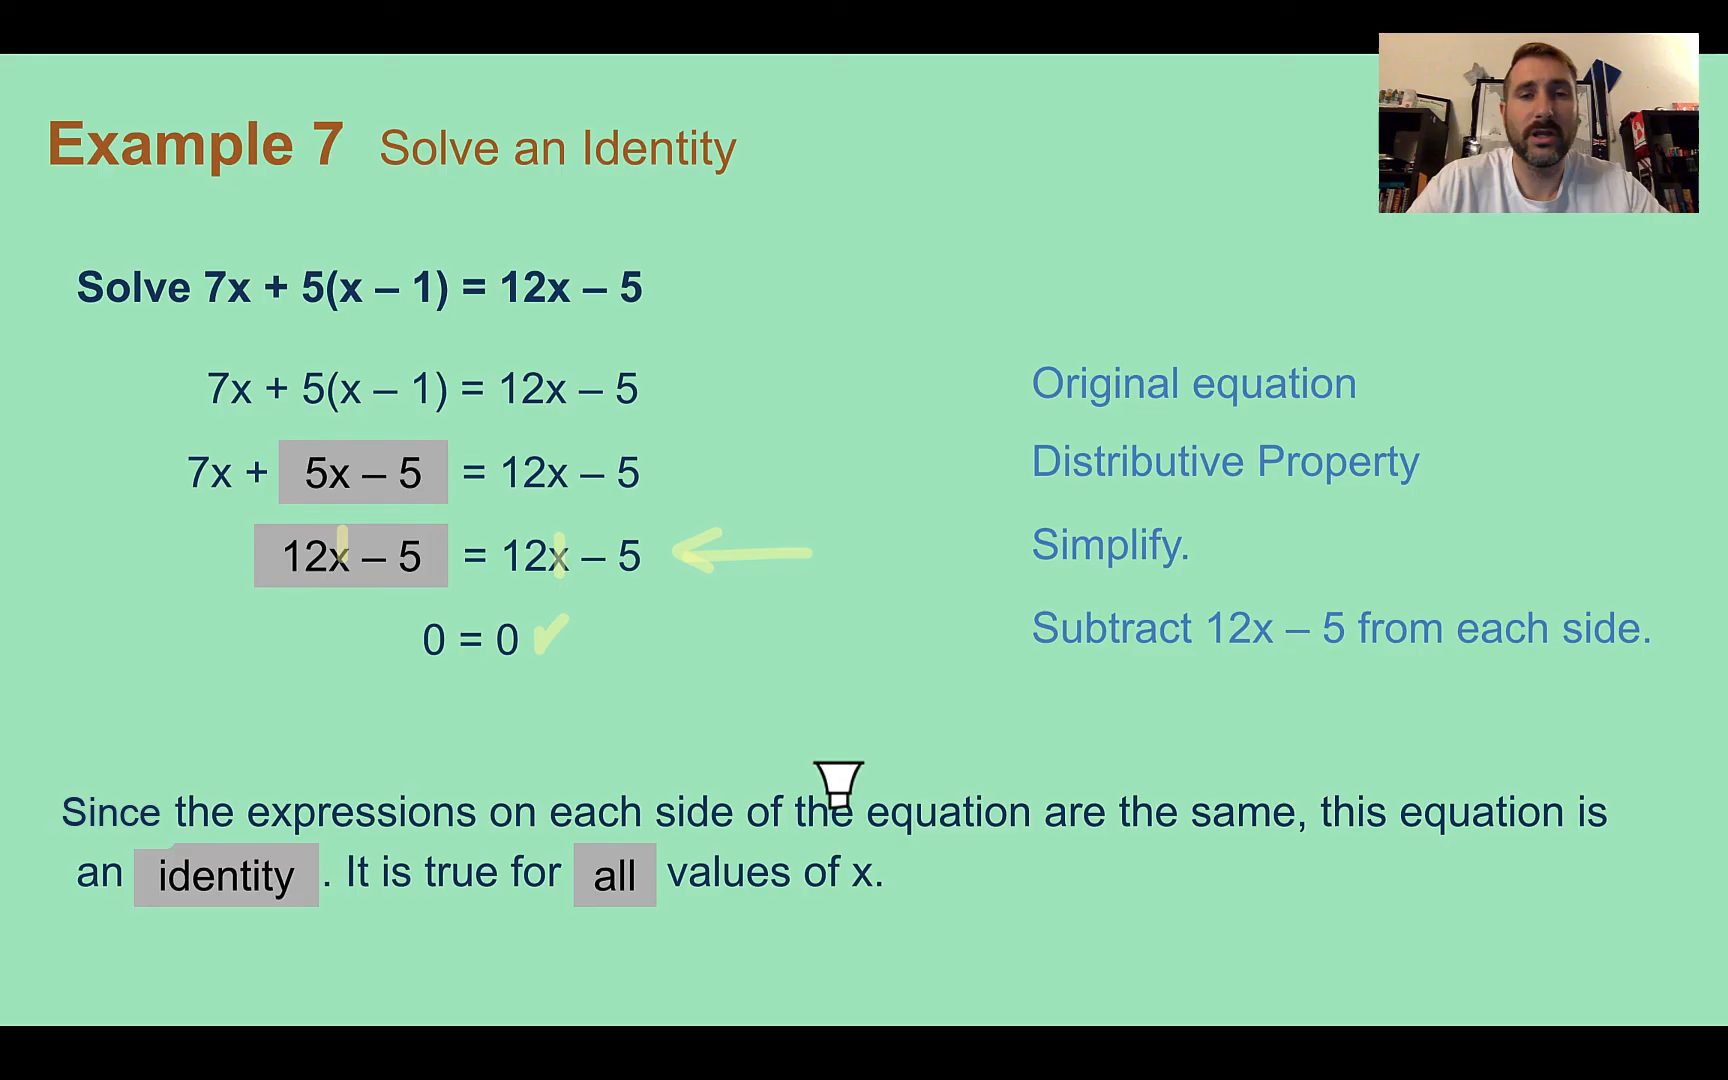 Example 7 Solve an Identity
Solve 7x + 5(x – 1) = 12x – 5
7x + 5(x – 1) = 12x – 5 Original equation
7x + 5x – 5 = 12x – 5 Distributive Property
12x – 5 = 12x – 5 Simplify.
0 = 0 Subtract 12x – 5 from each side.
Since the expressions on each side of the equation are the same, this equation is
an identity. It is true for all values of x.